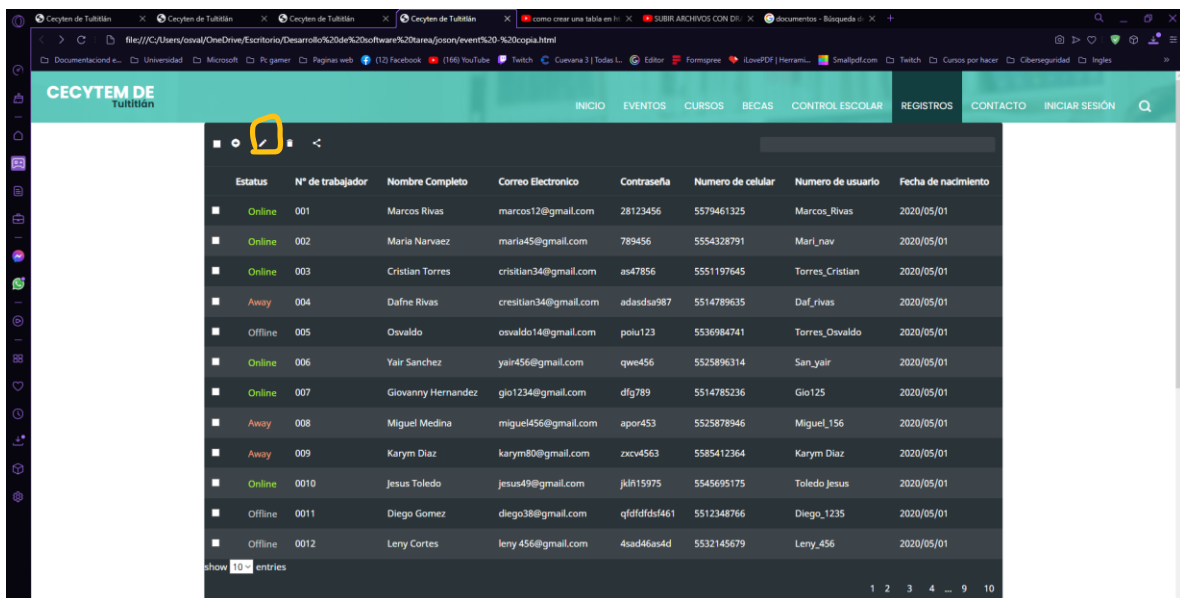 Cecyten de Tultitlán Cecyten de Tultitlán Cecyten de Tultitlán Cecyten de Tultitlán como crear una tabla en h SUBIR ARCHIVOS CON documentos - Búsqueda d
file:///C:/Users/osval/OneDrive/Escritorio/Desarrollo%20de%20software%20tarea/joson/event%20-%20copia.html
Documentaciond e... Universidad Microsoft Pc gamer Paginas web (12) Facebook (166) YouTube Twitch Cuevana 3 | Todas L... Editor Formspree iLovePDF | Herrami... Smallpdf.com Twitch Cursos por hacer Ciberseguridad Ingles
CECYTEM DE
Tultitlán
INICIO EVENTOS CURSOS BECAS CONTROL ESCOLAR REGISTROS CONTACTO INICIAR SESIÓN
Estatus N° de trabajador Nombre Completo Correo Electronico Contraseña Numero de celular Numero de usuario Fecha de nacimiento
Online 001 Marcos Rivas marcos12@gmail.com 28123456 5579461325 Marcos_Rivas 2020/05/01
Online 002 Maria Narvaez maria45@gmail.com 789456 5554328791 Mari_nav 2020/05/01
Online 003 Cristian Torres crisitian34@gmail.com as47856 5551197645 Torres_Cristian 2020/05/01
Away 004 Dafne Rivas cresitian34@gmail.com adasdsa987 5514789635 Daf_rivas 2020/05/01
Offline 005 Osvaldo osvaldo14@gmail.com poiu123 5536984741 Torres_Osvaldo 2020/05/01
Online 006 Yair Sanchez yair456@gmail.com qwe456 5525896314 San_yair 2020/05/01
Online 007 Giovanny Hernandez gio1234@gmail.com dfg789 5514785236 Gio125 2020/05/01
Away 008 Miguel Medina miguel456@gmail.com apor453 5525878946 Miguel_156 2020/05/01
Away 009 Karym Diaz karym80@gmail.com zxcv4563 5585412364 Karym Diaz 2020/05/01
Online 0010 Jesus Toledo jesus49@gmail.com jklñ15975 5545695175 Toledo Jesus 2020/05/01
Offline 0011 Diego Gomez diego38@gmail.com qfdfdfdsf461 5512348766 Diego_1235 2020/05/01
Offline 0012 Leny Cortes leny 456@gmail.com 4sad46as4d 5532145679 Leny_456 2020/05/01
show 10 entries
1 2 3 4 ... 9 10